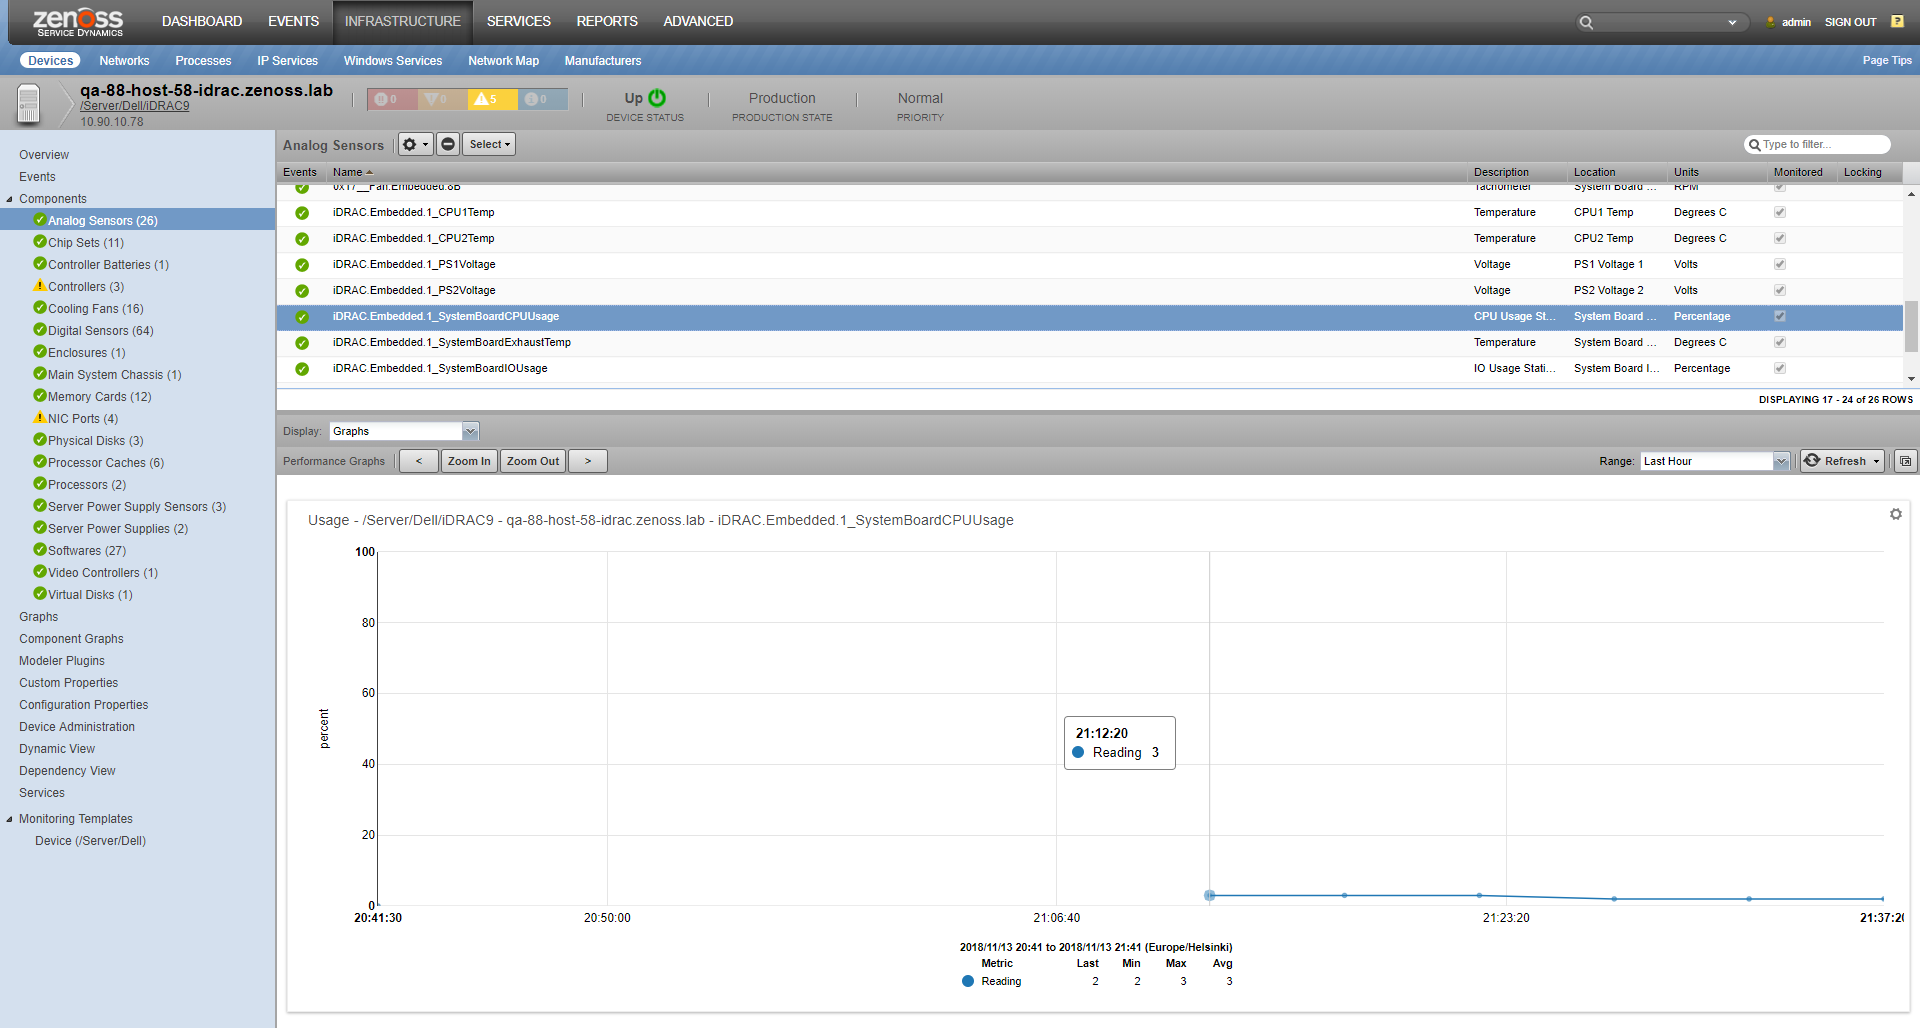 zenoss
SERVICE DYNAMICS
DASHBOARD EVENTS INFRASTRUCTURE SERVICES REPORTS ADVANCED
admin SIGN OUT ?
Devices Networks Processes IP Services Windows Services Network Map Manufacturers Page Tips
qa-88-host-58-idrac.zenoss.lab
/Server/Dell/iDRAC9
10.90.10.78
0 0 5 0
Up
DEVICE STATUS
Production
PRODUCTION STATE
Normal
PRIORITY
Overview
Events
Components
Analog Sensors (26)
Chip Sets (11)
Controller Batteries (1)
Controllers (3)
Cooling Fans (16)
Digital Sensors (64)
Enclosures (1)
Main System Chassis (1)
Memory Cards (12)
NIC Ports (4)
Physical Disks (3)
Processor Caches (6)
Processors (2)
Server Power Supply Sensors (3)
Server Power Supplies (2)
Softwares (27)
Video Controllers (1)
Virtual Disks (1)
Graphs
Component Graphs
Modeler Plugins
Custom Properties
Configuration Properties
Device Administration
Dynamic View
Dependency View
Services
Monitoring Templates
Device (/Server/Dell)
Analog Sensors Select Type to filter...
Events Name Description Location Units Monitored Locking
0x17__Fan.Embedded.8B Tachometer System Board ... RPM
iDRAC.Embedded.1_CPU1Temp Temperature CPU1 Temp Degrees C
iDRAC.Embedded.1_CPU2Temp Temperature CPU2 Temp Degrees C
iDRAC.Embedded.1_PS1Voltage Voltage PS1 Voltage 1 Volts
iDRAC.Embedded.1_PS2Voltage Voltage PS2 Voltage 2 Volts
iDRAC.Embedded.1_SystemBoardCPUUsage CPU Usage St... System Board ... Percentage
iDRAC.Embedded.1_SystemBoardExhaustTemp Temperature System Board ... Degrees C
iDRAC.Embedded.1_SystemBoardIOUsage IO Usage Stati... System Board I... Percentage
DISPLAYING 17 - 24 of 26 ROWS
Display: Graphs
Performance Graphs < Zoom In Zoom Out > Range: Last Hour Refresh
Usage - /Server/Dell/iDRAC9 - qa-88-host-58-idrac.zenoss.lab - iDRAC.Embedded.1_SystemBoardCPUUsage
100
80
60
40
20
0
percent
21:12:20
Reading 3
20:41:30 20:50:00 21:06:40 21:23:20 21:37:20
2018/11/13 20:41 to 2018/11/13 21:41 (Europe/Helsinki)
Metric Last Min Max Avg
Reading 2 2 3 3